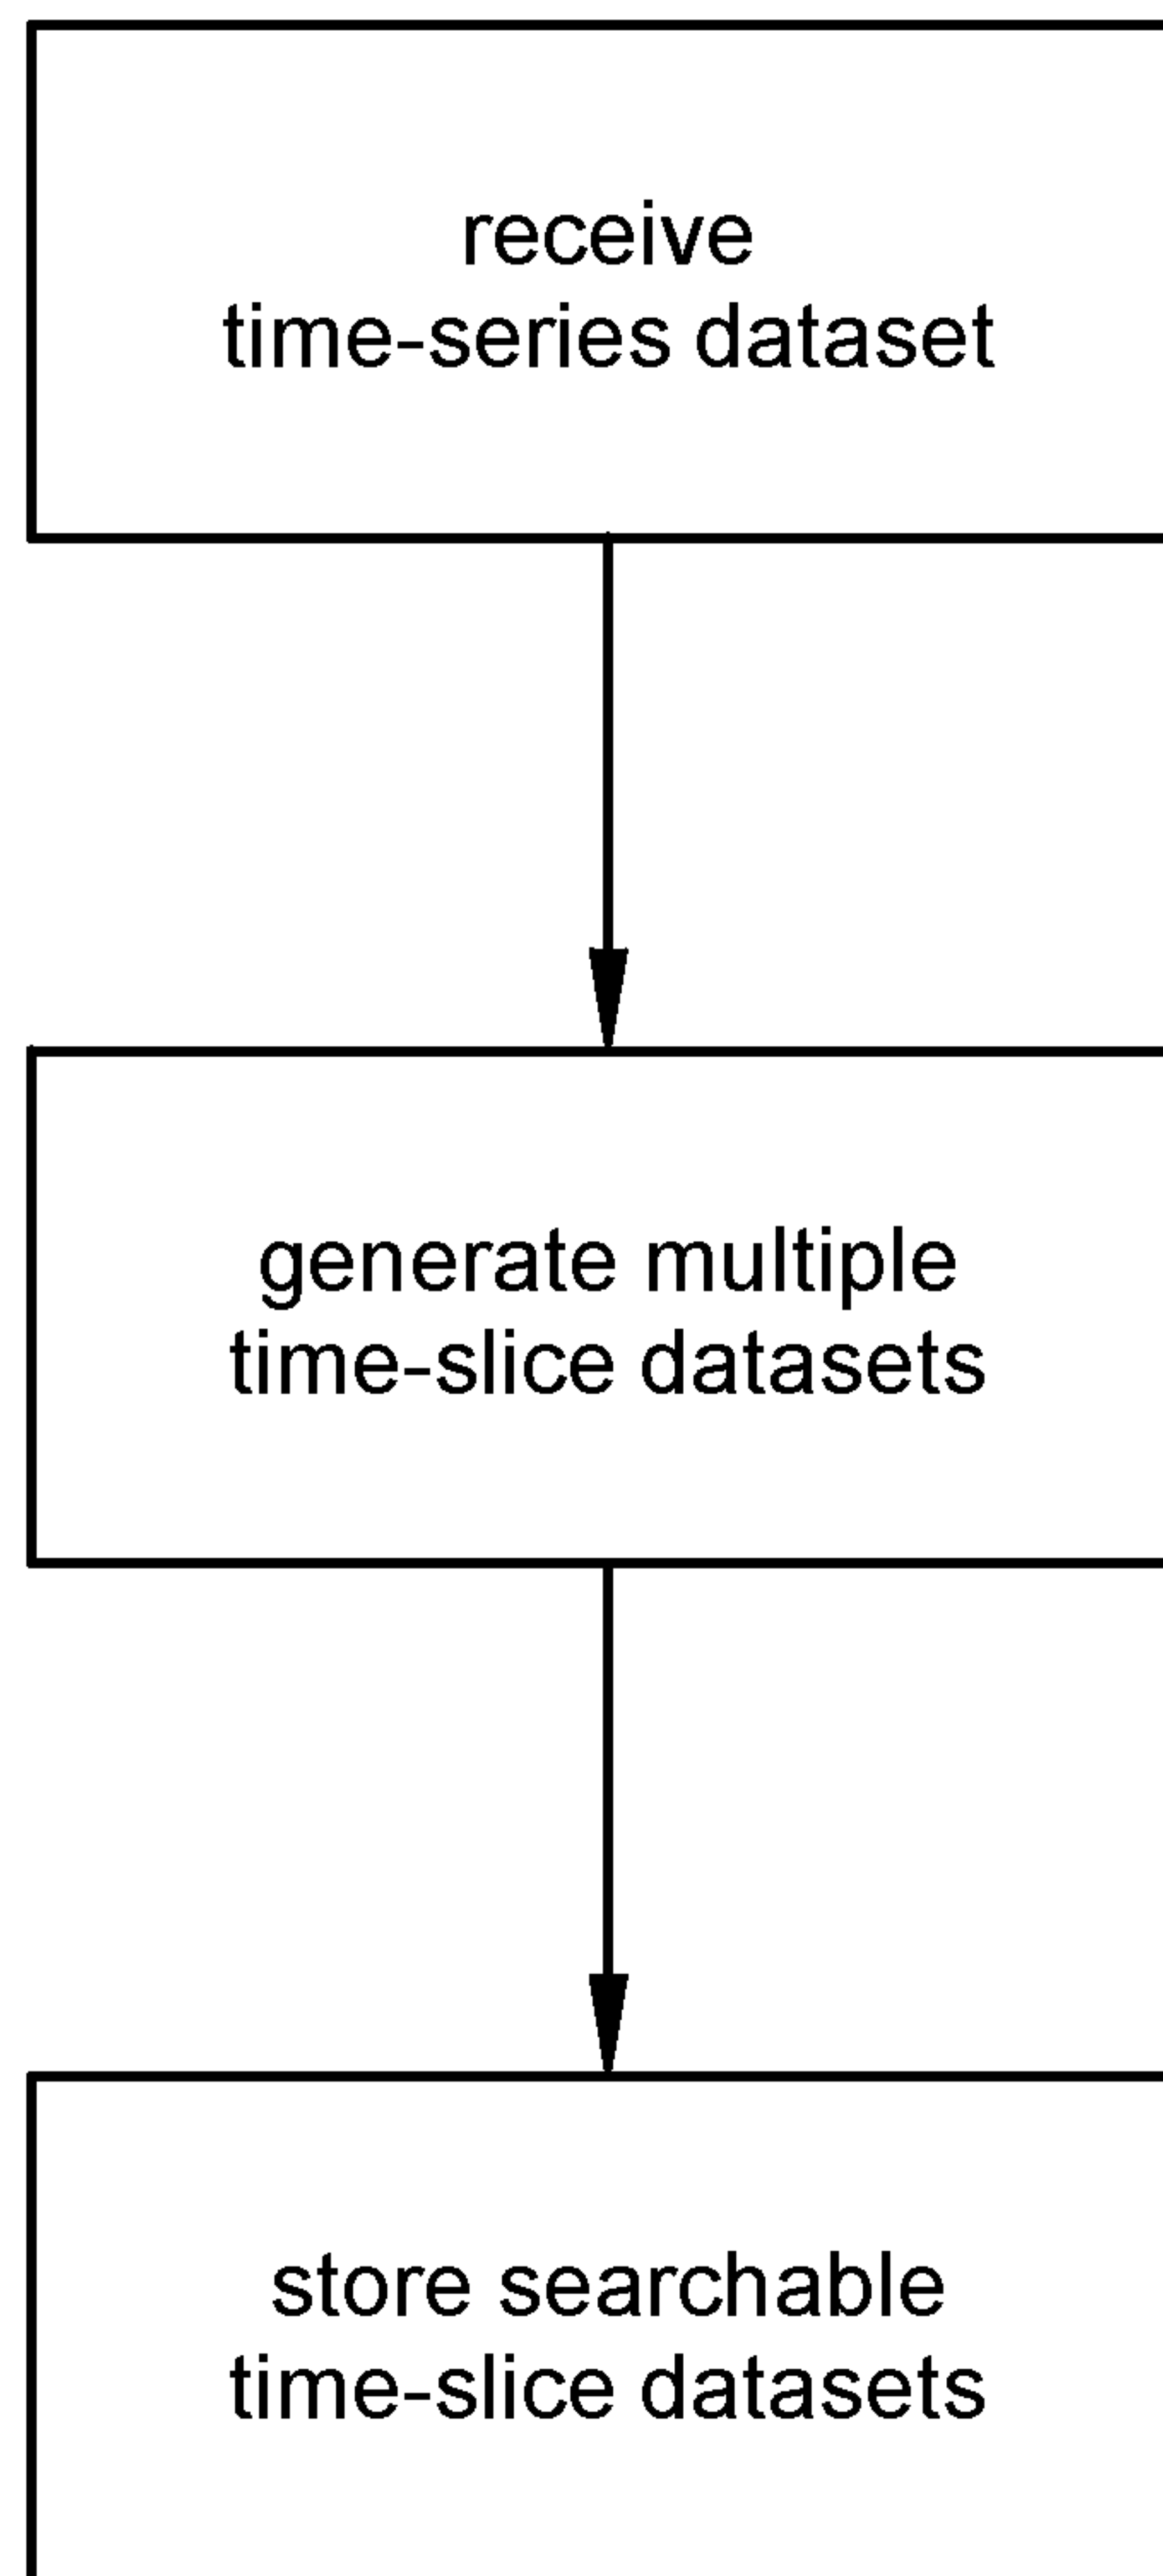 receive
time-series dataset
generate multiple
time-slice datasets
store searchable
time-slice datasets